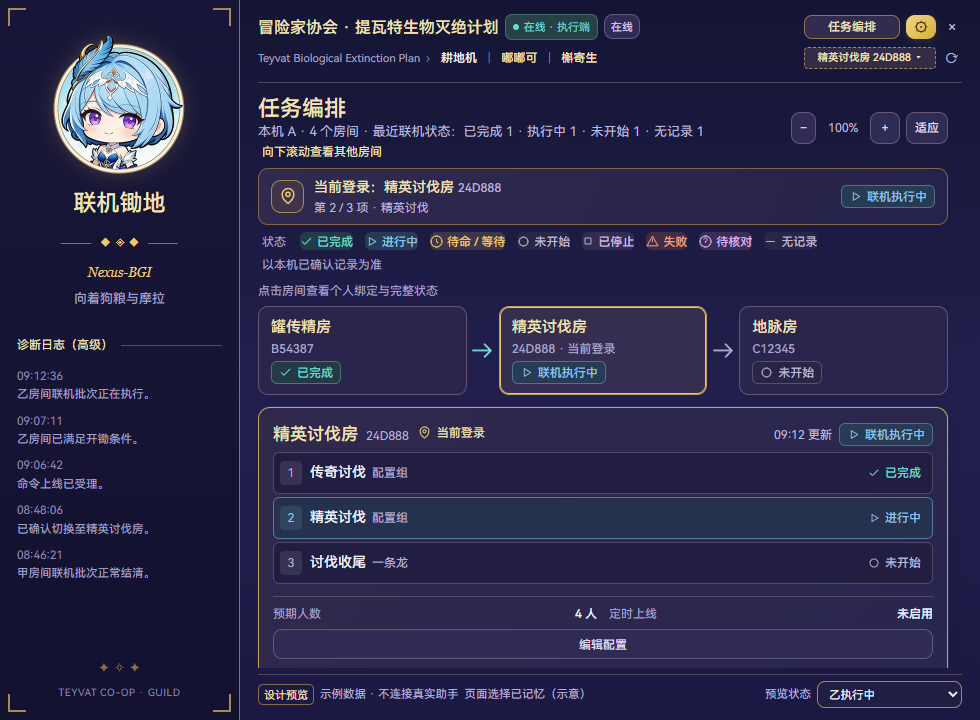 联机锄地
Nexus-BGI
向着狗粮与摩拉
诊断日志（高级）
09:12:36
乙房间联机批次正在执行。
09:07:11
乙房间已满足开锄条件。
09:06:42
命令上线已受理。
08:48:06
已确认切换至精英讨伐房。
08:46:21
甲房间联机批次正常结清。
TEYVAT CO-OP · GUILD
冒险家协会 · 提瓦特生物灭绝计划 在线 · 执行端 在线 任务编排 ×
Teyvat Biological Extinction Plan › 耕地机 | 嘟嘟可 | 槲寄生 精英讨伐房 24D888
任务编排
本机 A · 4 个房间 · 最近联机状态：已完成 1 · 执行中 1 · 未开始 1 · 无记录 1
向下滚动查看其他房间
− 100% + 适应
当前登录：精英讨伐房 24D888
第 2 / 3 项 · 精英讨伐
联机执行中
状态 已完成 进行中 待命 / 等待 未开始 已停止 失败 待核对 无记录
以本机已确认记录为准
点击房间查看个人绑定与完整状态
罐传精房
B54387
已完成
精英讨伐房
24D888 · 当前登录
联机执行中
地脉房
C12345
未开始
精英讨伐房 24D888 当前登录 09:12 更新 联机执行中
1 传奇讨伐 配置组 已完成
2 精英讨伐 配置组 进行中
3 讨伐收尾 一条龙 未开始
预期人数 4 人 定时上线 未启用
编辑配置
设计预览 示例数据 · 不连接真实助手 页面选择已记忆（示意） 预览状态 乙执行中